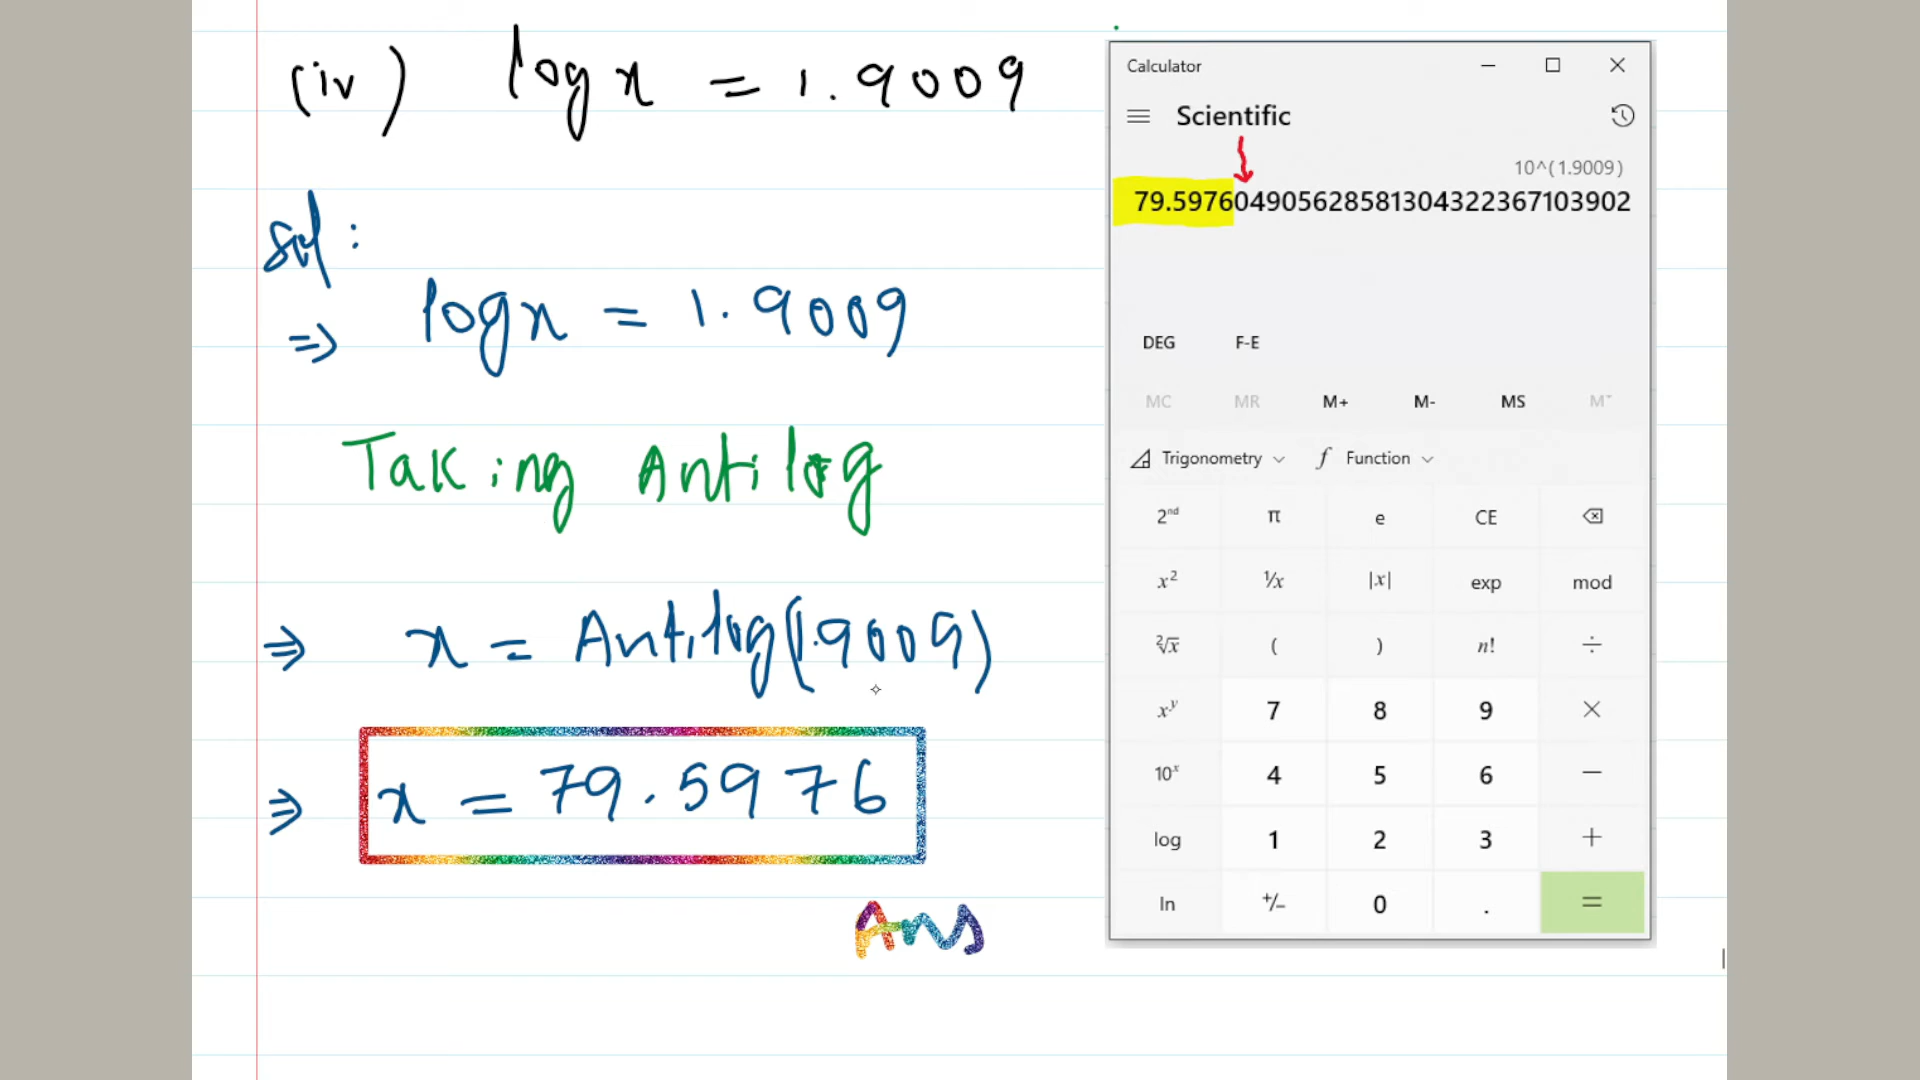 (iv) log x = 1.9009
Sol:
⇒ log x = 1.9009
Taking Antilog
⇒ x = Antilog(1.9009)
⇒ x = 79.5976
Ans
Calculator
Scientific
10^(1.9009)
79.597604905628581304322367103902
DEG F-E
MC MR M+ M- MS M˅
Trigonometry f Function
2ⁿᵈ π e CE
x² ¹/x |x| exp mod
²√x ( ) n! ÷
xʸ 7 8 9 ×
10ˣ 4 5 6 −
log 1 2 3 +
ln +/− 0 . =